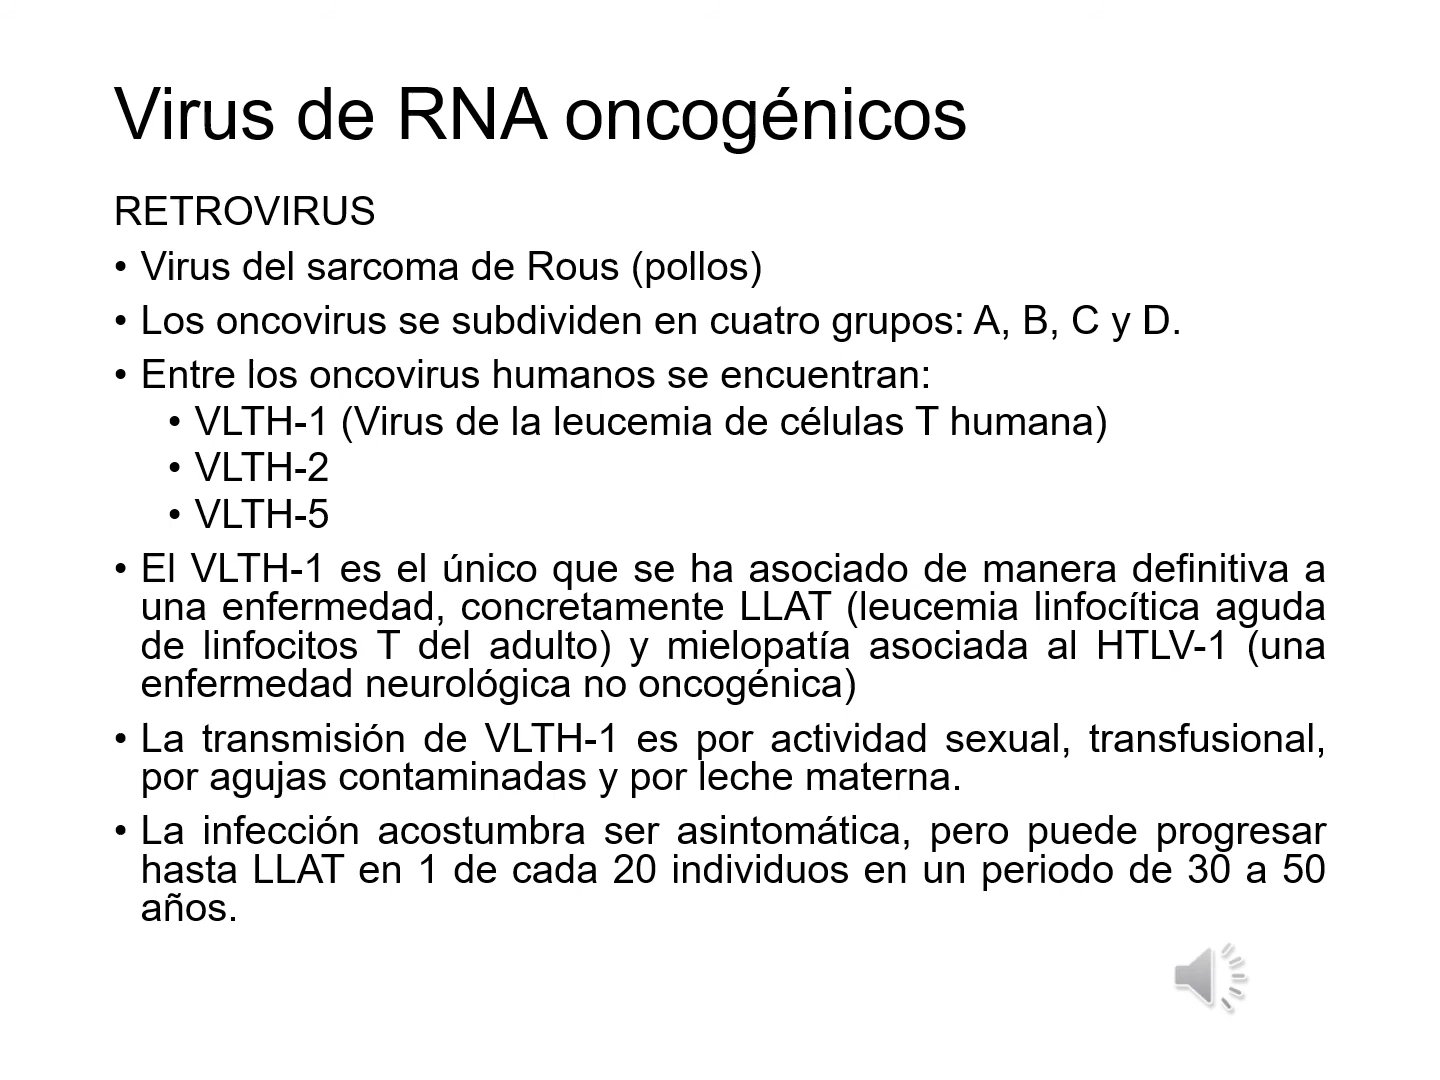 Virus de RNA oncogénicos
RETROVIRUS
• Virus del sarcoma de Rous (pollos)
• Los oncovirus se subdividen en cuatro grupos: A, B, C y D.
• Entre los oncovirus humanos se encuentran:
• VLTH-1 (Virus de la leucemia de células T humana)
• VLTH-2
• VLTH-5
• El VLTH-1 es el único que se ha asociado de manera definitiva a
una enfermedad, concretamente LLAT (leucemia linfocítica aguda
de linfocitos T del adulto) y mielopatía asociada al HTLV-1 (una
enfermedad neurológica no oncogénica)
• La transmisión de VLTH-1 es por actividad sexual, transfusional,
por agujas contaminadas y por leche materna.
• La infección acostumbra ser asintomática, pero puede progresar
hasta LLAT en 1 de cada 20 individuos en un periodo de 30 a 50
años.